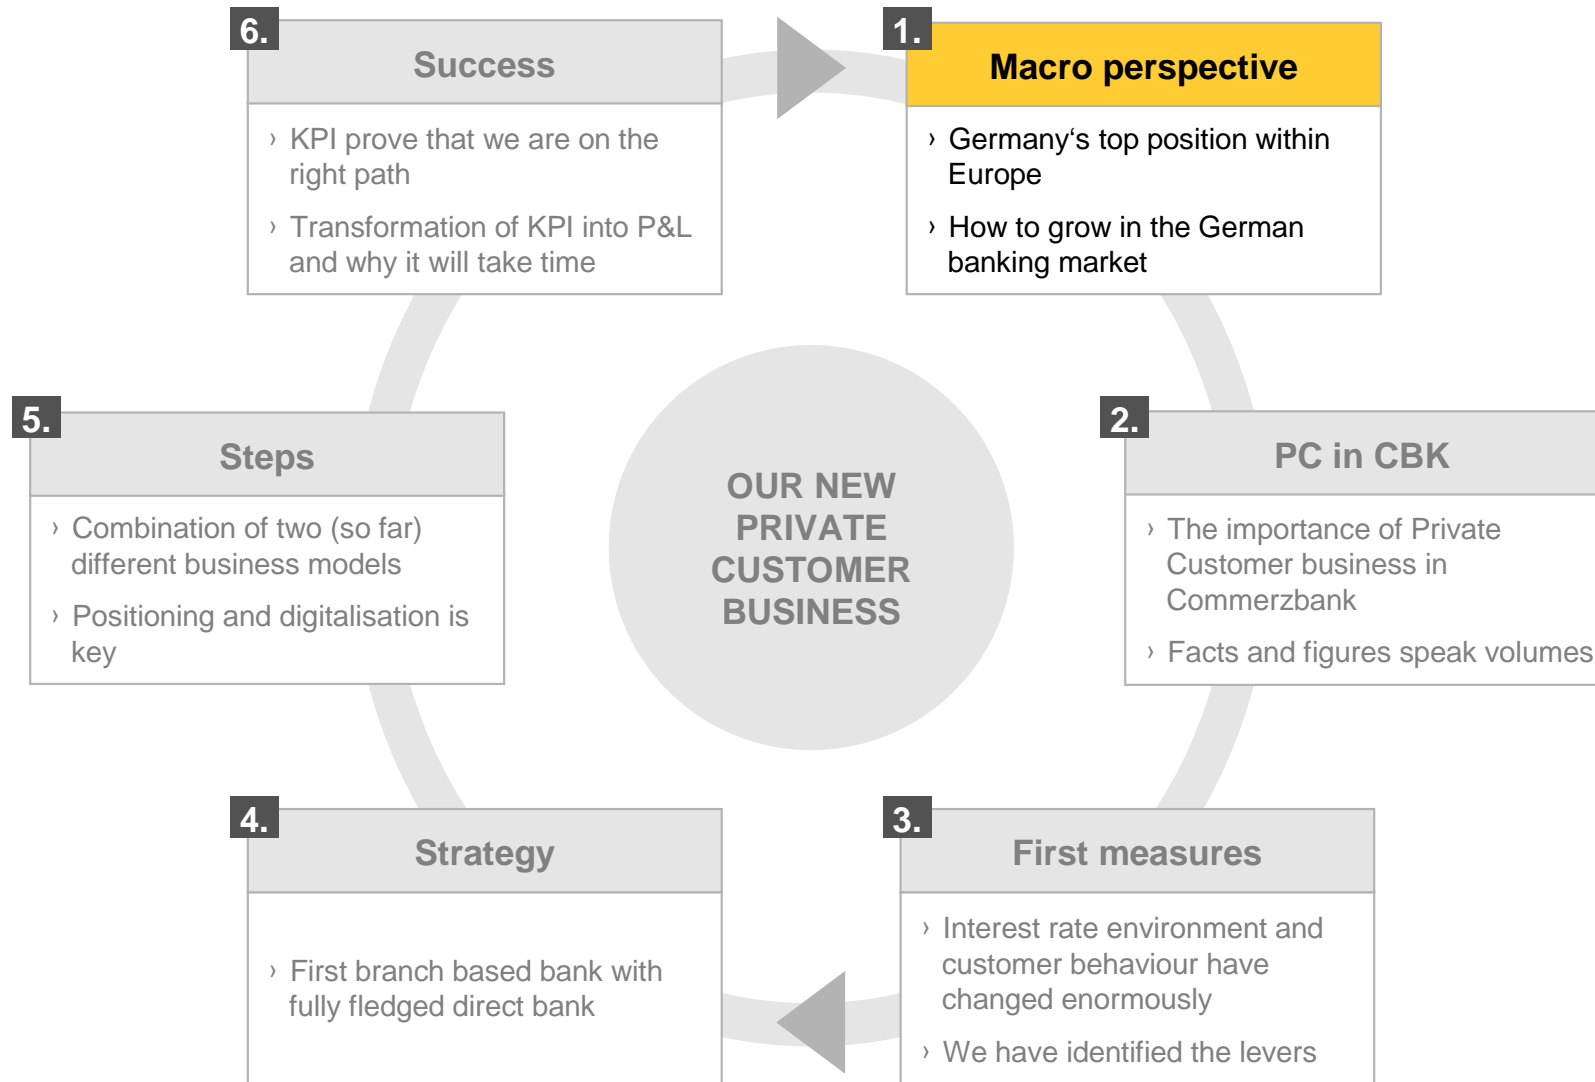 6.
Success
› KPI prove that we are on the
right path
› Transformation of KPI into P&L
and why it will take time
1.
Macro perspective
› Germany‘s top position within
Europe
› How to grow in the German
banking market
5.
Steps
› Combination of two (so far)
different business models
› Positioning and digitalisation is
key
OUR NEW
PRIVATE
CUSTOMER
BUSINESS
2.
PC in CBK
› The importance of Private
Customer business in
Commerzbank
› Facts and figures speak volumes
4.
Strategy
› First branch based bank with
fully fledged direct bank
3.
First measures
› Interest rate environment and
customer behaviour have
changed enormously
› We have identified the levers